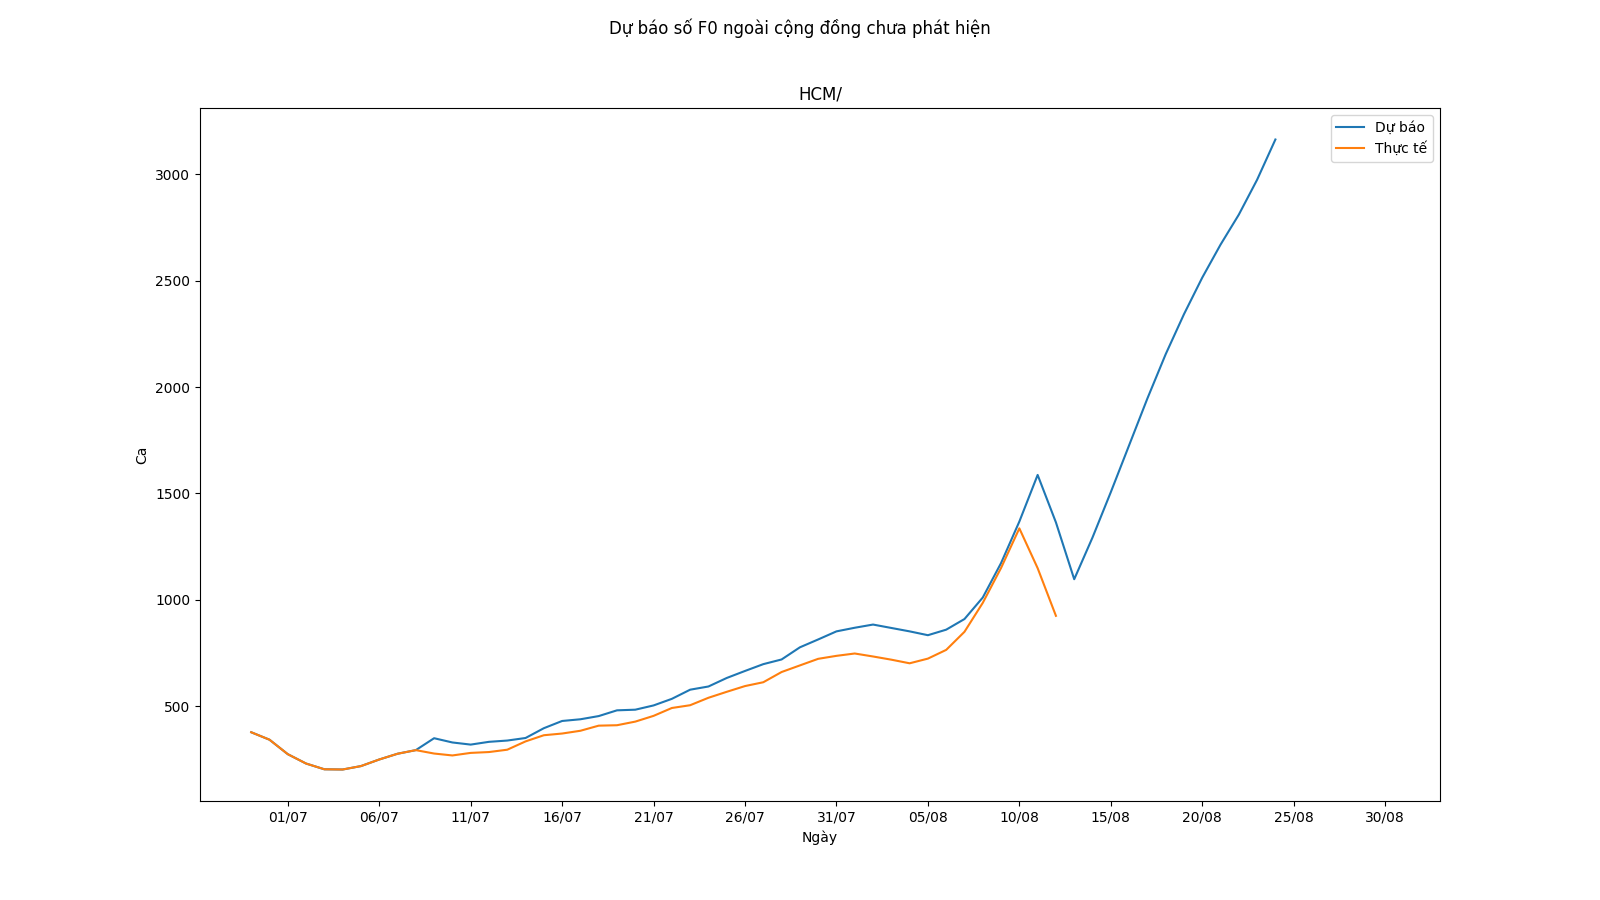 Dự báo số F0 ngoài cộng đồng chưa phát hiện
HCM/
Dự báo
Thực tế
3000
2500
2000
1500
1000
500
Ca
01/07 06/07 11/07 16/07 21/07 26/07 31/07 05/08 10/08 15/08 20/08 25/08 30/08
Ngày